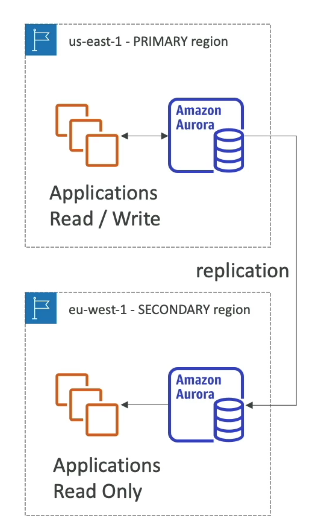 us-east-1 - PRIMARY region
Amazon
Aurora
Applications
Read / Write
replication
eu-west-1 - SECONDARY region
Amazon
Aurora
Applications
Read Only